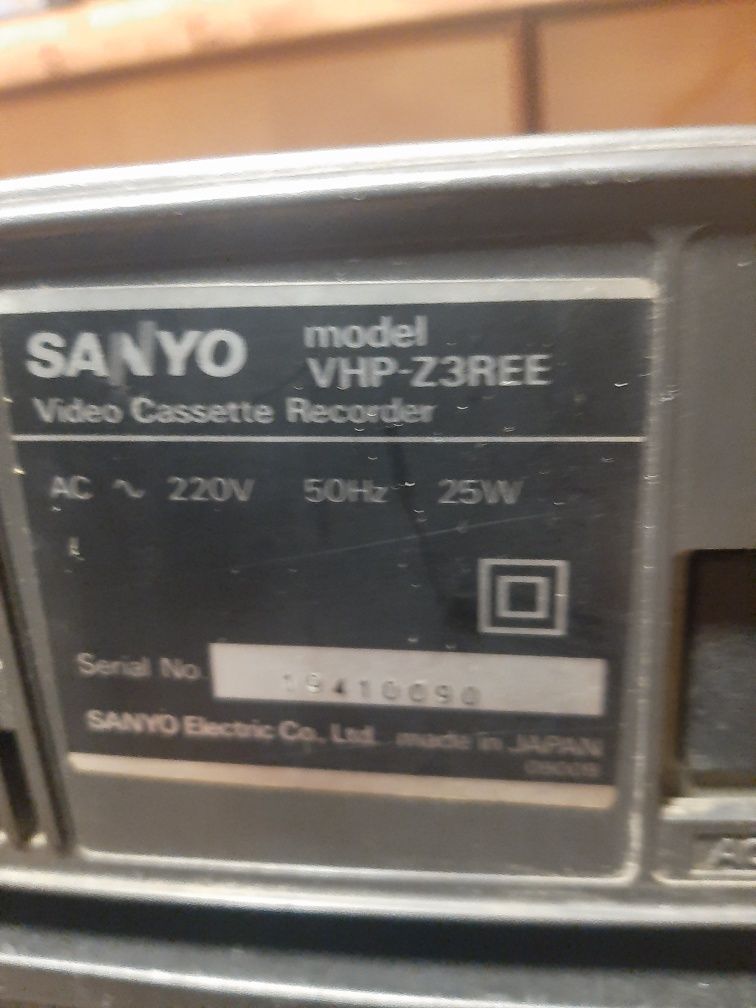 SANYO model
VHP-Z3REE
Video Cassette Recorder
AC ~ 220V 50Hz 25W
Serial No. 19410090
SANYO Electric Co., Ltd. made in JAPAN